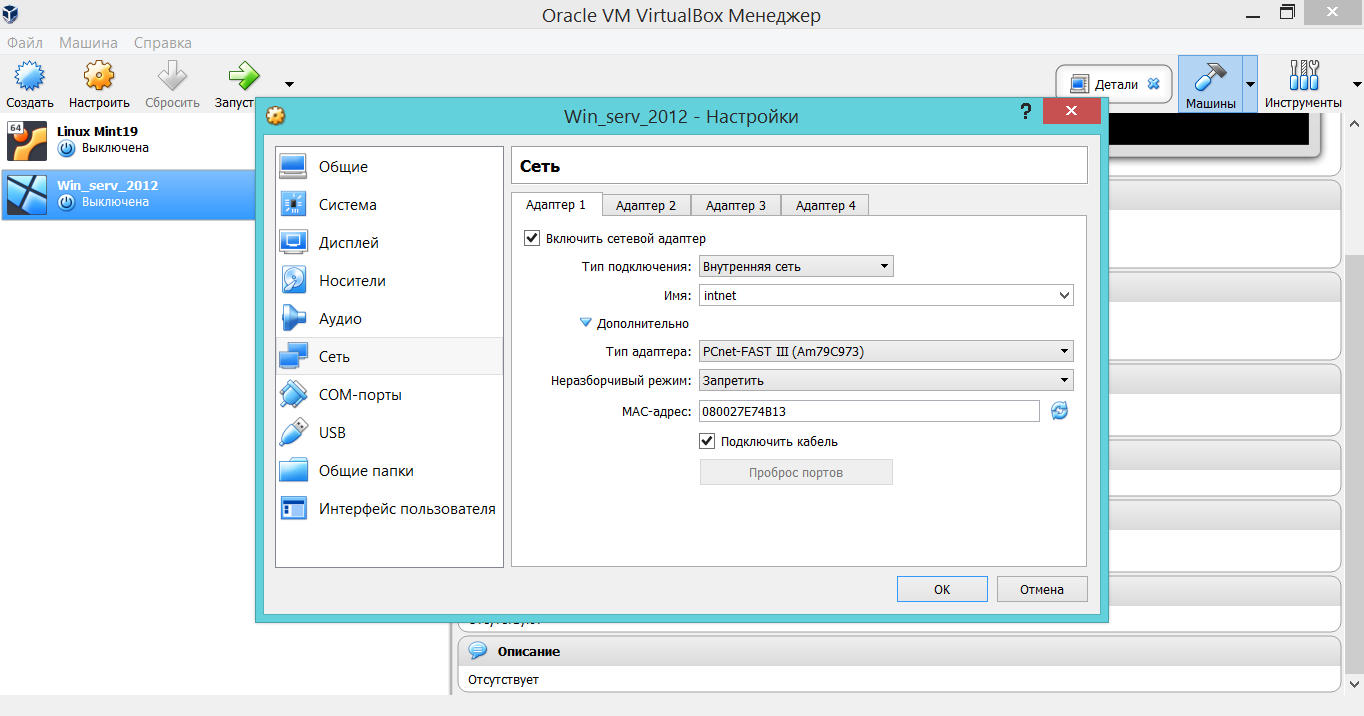 Oracle VM VirtualBox Менеджер
Файл Машина Справка
Создать Настроить Сбросить Запуст
Детали Машины Инструменты
64
Linux Mint19
Выключена
Win_serv_2012
Выключена
Win_serv_2012 - Настройки
?
Общие
Система
Дисплей
Носители
Аудио
Сеть
COM-порты
USB
Общие папки
Интерфейс пользователя
Сеть
Адаптер 1 Адаптер 2 Адаптер 3 Адаптер 4
Включить сетевой адаптер
Тип подключения: Внутренняя сеть
Имя: intnet
Дополнительно
Тип адаптера: PCnet-FAST III (Am79C973)
Неразборчивый режим: Запретить
MAC-адрес: 080027E74B13
Подключить кабель
Проброс портов
OK Отмена
Описание
Отсутствует